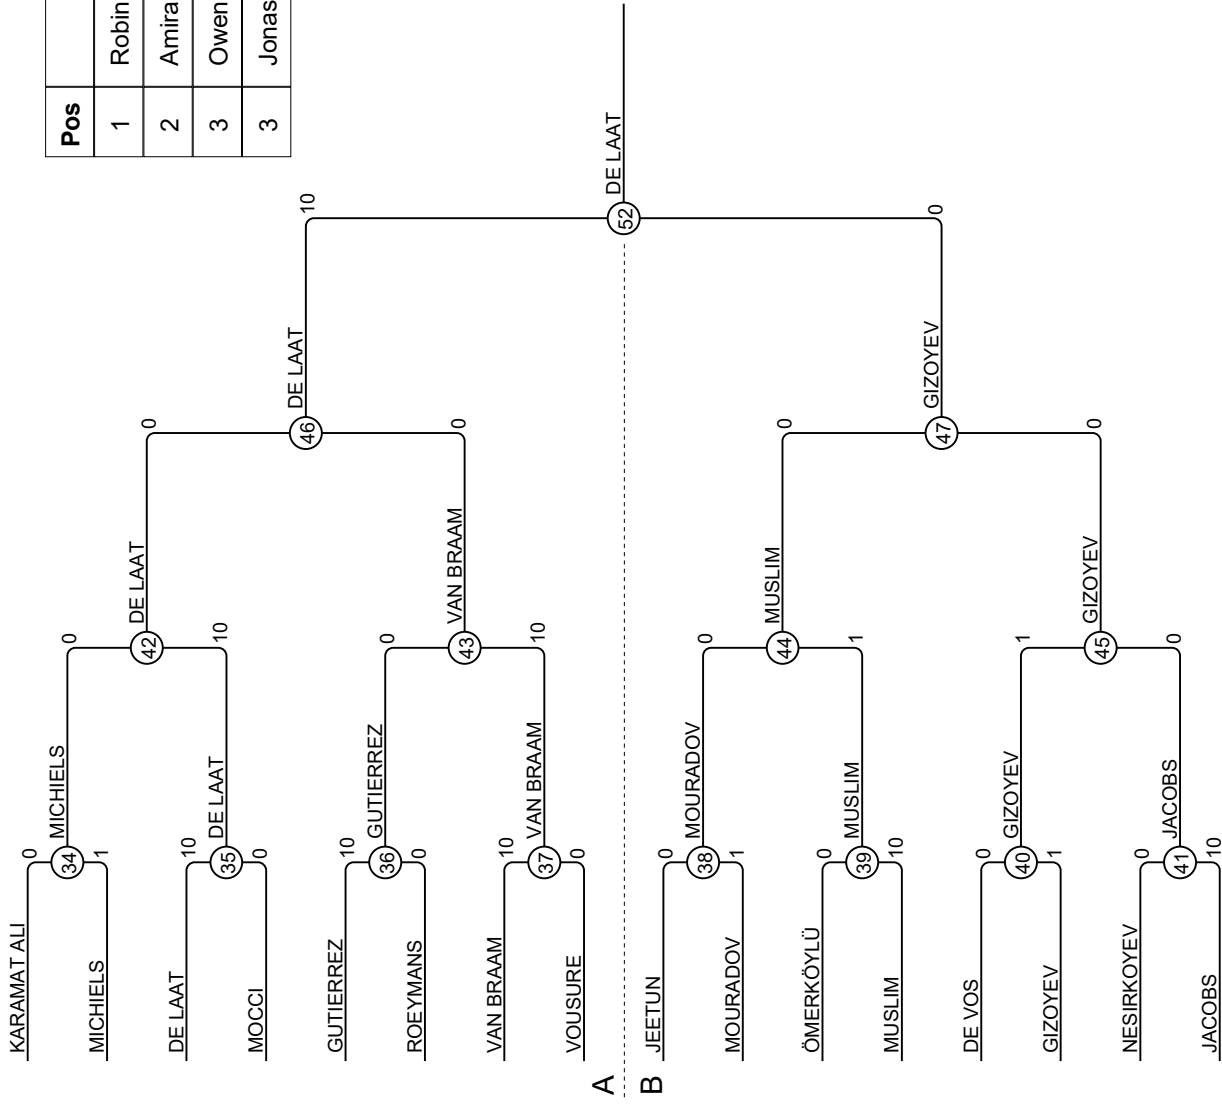 Pos
1 Robin
2 Amira
3 Owen
3 Jonas
A
KARAMAT ALI 0
34 MICHIELS 0
MICHIELS 1
42 DE LAAT 0
DE LAAT 10
35 DE LAAT 10
MOCCI 0
46 DE LAAT 10
GUTIERREZ 10
36 GUTIERREZ 0
ROEYMANS 0
43 VAN BRAAM 0
VAN BRAAM 10
37 VAN BRAAM 10
VOUSURE 0
52 DE LAAT
B
JEETUN 0
38 MOURADOV 0
MOURADOV 1
44 MUSLIM 0
ÖMERKÖYLÜ 0
39 MUSLIM 1
MUSLIM 10
47 GIZOYEV 0
DE VOS 0
40 GIZOYEV 1
GIZOYEV 1
45 GIZOYEV 0
NESIRKOYEV 0
41 JACOBS 0
JACOBS 10